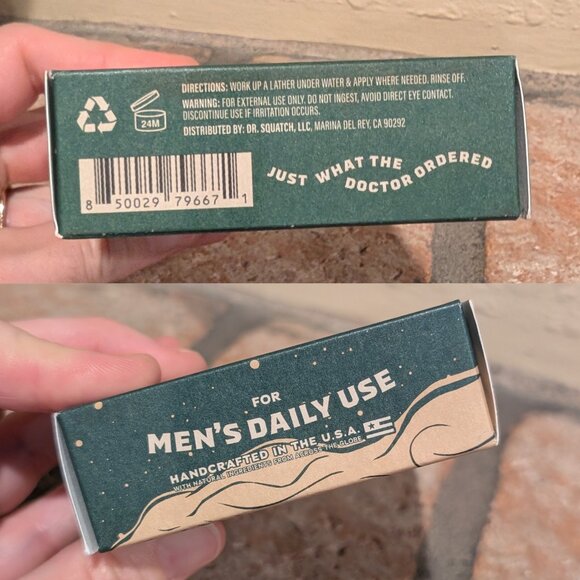 DIRECTIONS: WORK UP A LATHER UNDER WATER & APPLY WHERE NEEDED. RINSE OFF.
WARNING: FOR EXTERNAL USE ONLY. DO NOT INGEST, AVOID DIRECT EYE CONTACT.
DISCONTINUE USE IF IRRITATION OCCURS.
24M
DISTRIBUTED BY: DR. SQUATCH, LLC, MARINA DEL REY, CA 90292
JUST WHAT THE
DOCTOR ORDERED
8 50029 79667 1
FOR
MEN'S DAILY USE
HANDCRAFTED IN THE U.S.A.
WITH NATURAL INGREDIENTS FROM ACROSS THE GLOBE